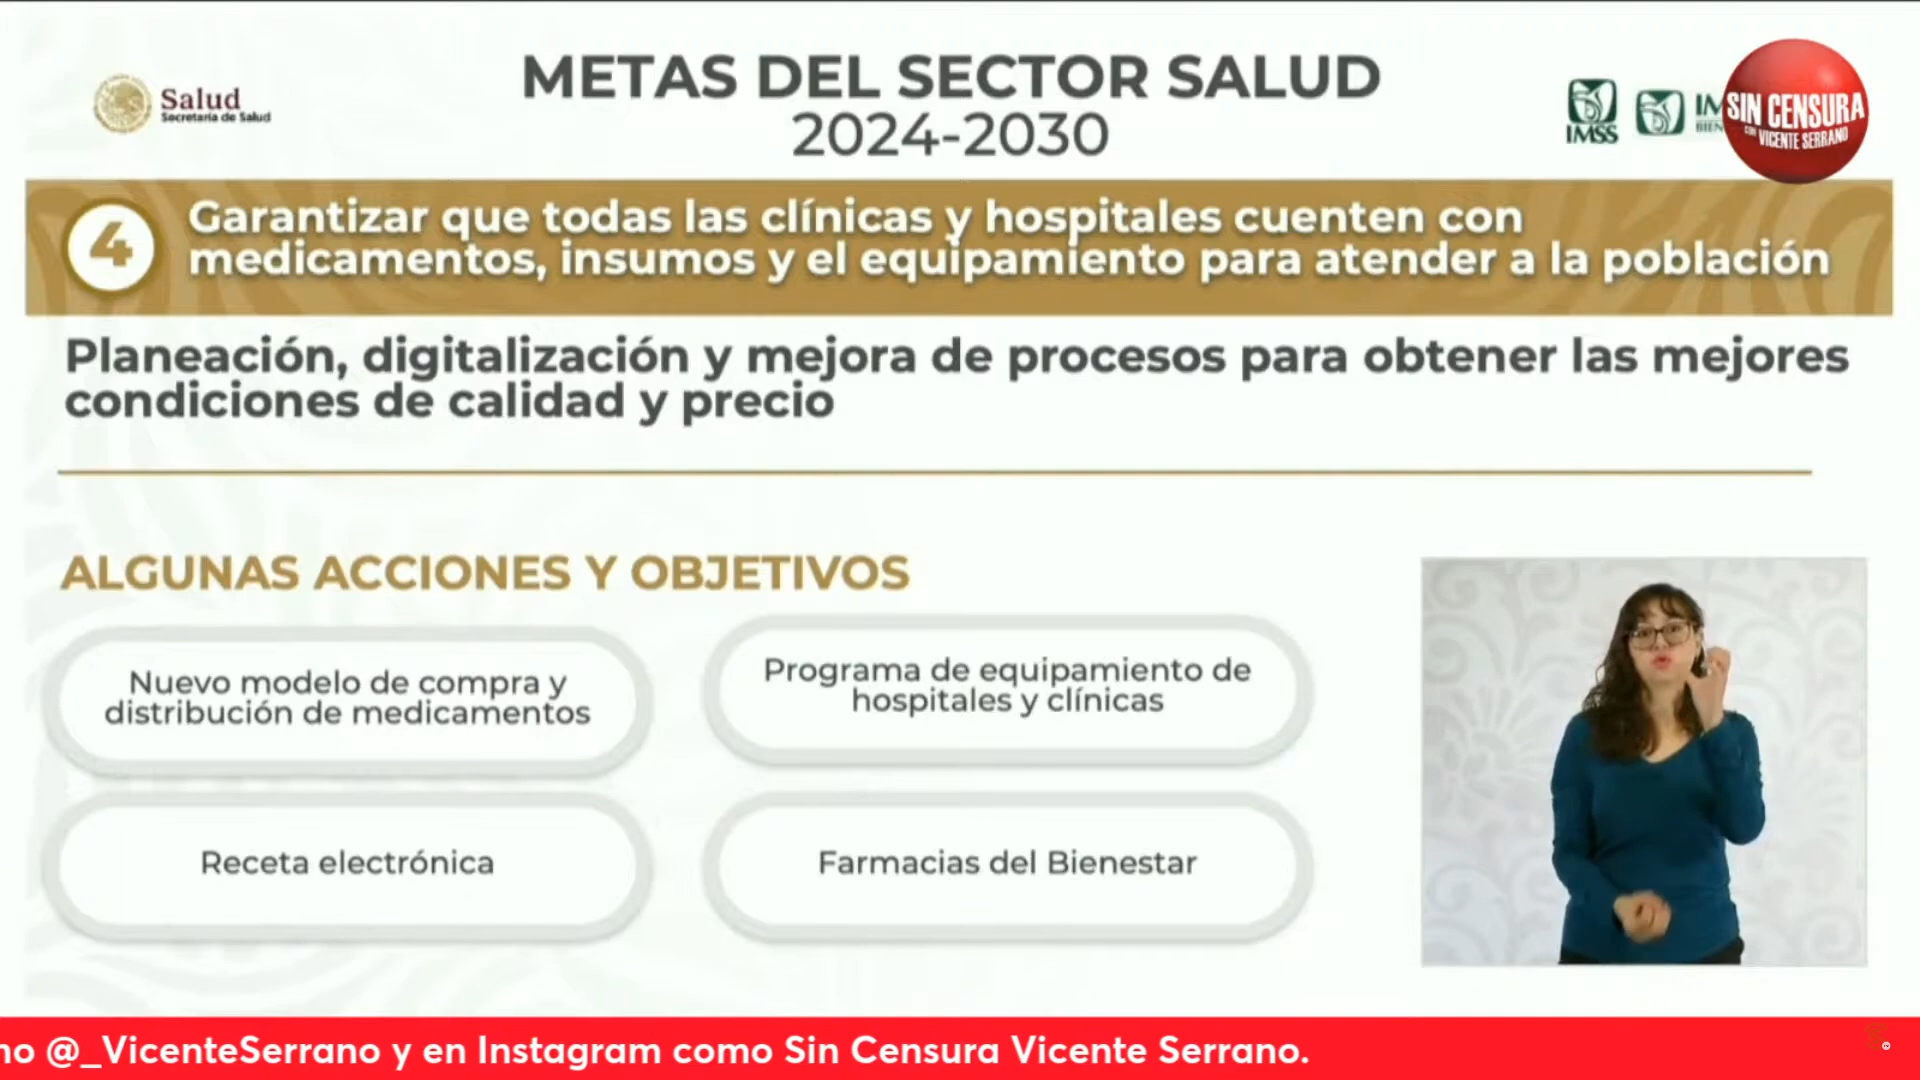 METAS DEL SECTOR SALUD
2024-2030
Salud
Secretaría de Salud
IMSS
SIN CENSURA
CON VICENTE SERRANO
4
Garantizar que todas las clínicas y hospitales cuenten con
medicamentos, insumos y el equipamiento para atender a la población
Planeación, digitalización y mejora de procesos para obtener las mejores
condiciones de calidad y precio
ALGUNAS ACCIONES Y OBJETIVOS
Nuevo modelo de compra y
distribución de medicamentos
Programa de equipamiento de
hospitales y clínicas
Receta electrónica
Farmacias del Bienestar
@_VicenteSerrano y en Instagram como Sin Censura Vicente Serrano.